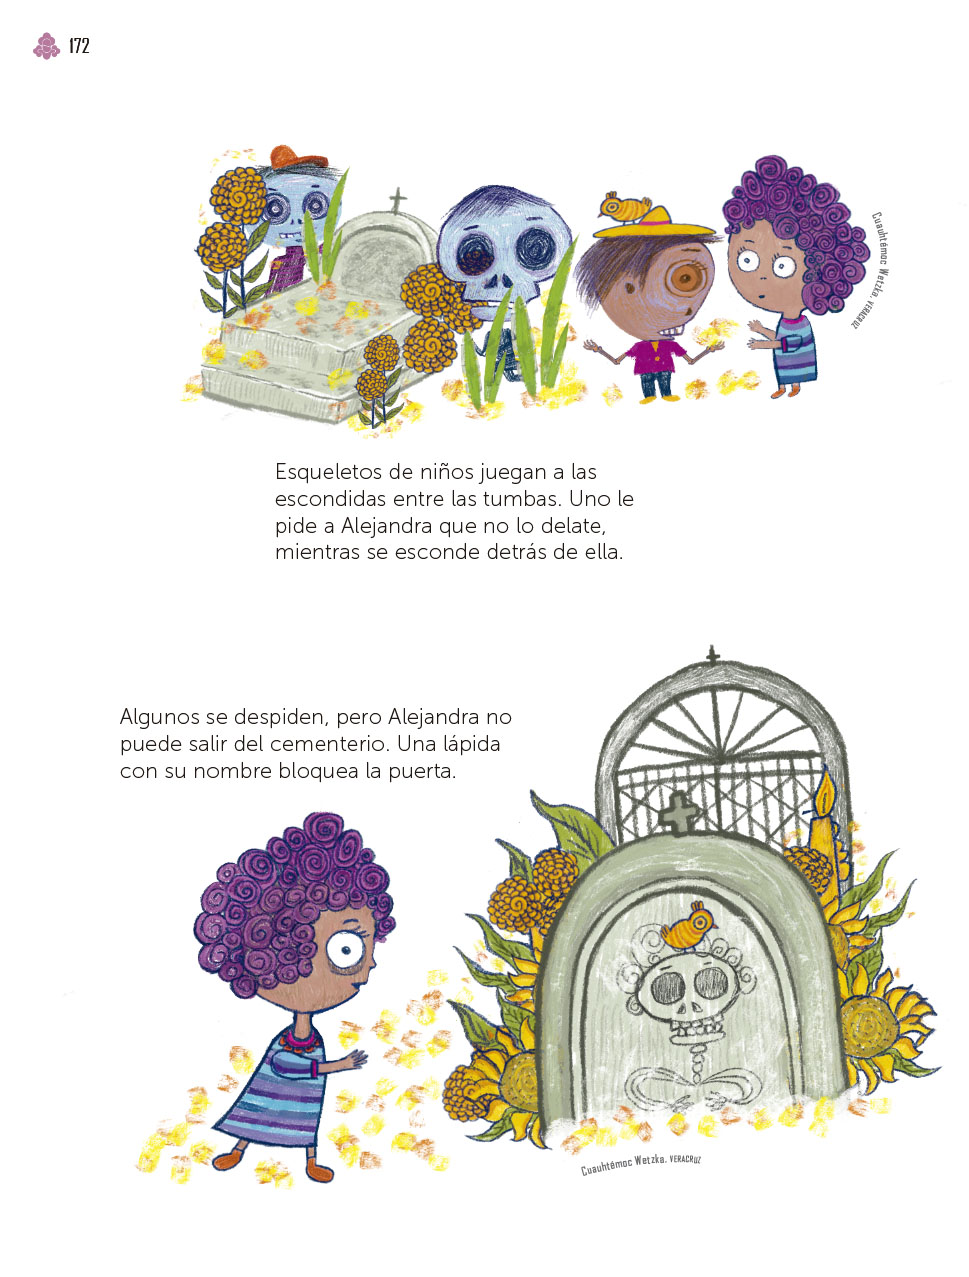 172
Cuauhtémoc Wetzka. VERACRUZ
Esqueletos de niños juegan a las
escondidas entre las tumbas. Uno le
pide a Alejandra que no lo delate,
mientras se esconde detrás de ella.
Algunos se despiden, pero Alejandra no
puede salir del cementerio. Una lápida
con su nombre bloquea la puerta.
Cuauhtémoc Wetzka. VERACRUZ